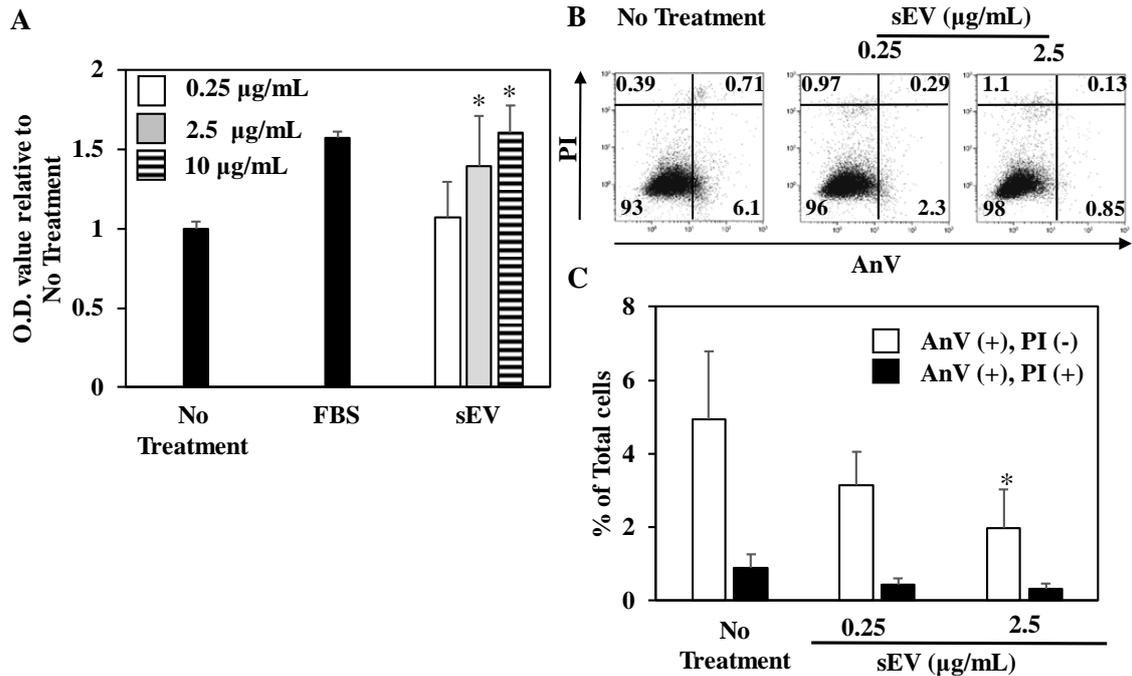 A
O.D. value relative to
No Treatment
2
1.5
1
0.5
0
0.25 µg/mL
2.5 µg/mL
10 µg/mL
*
*
No
Treatment
FBS
sEV
B
No Treatment
sEV (µg/mL)
0.25
2.5
PI
0.39
0.71
93
6.1
0.97
0.29
96
2.3
1.1
0.13
98
0.85
AnV
C
% of Total cells
8
6
4
2
0
AnV (+), PI (-)
AnV (+), PI (+)
*
No
Treatment
0.25
2.5
sEV (µg/mL)